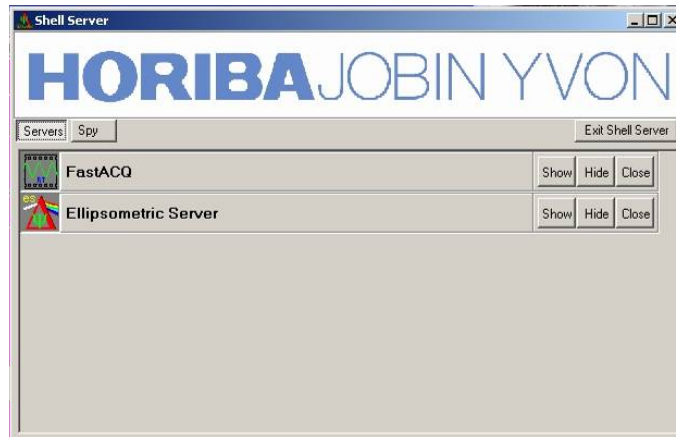 Shell Server
HORIBAJOBIN YVON
Servers Spy Exit Shell Server
FastACQ Show Hide Close
Ellipsometric Server Show Hide Close